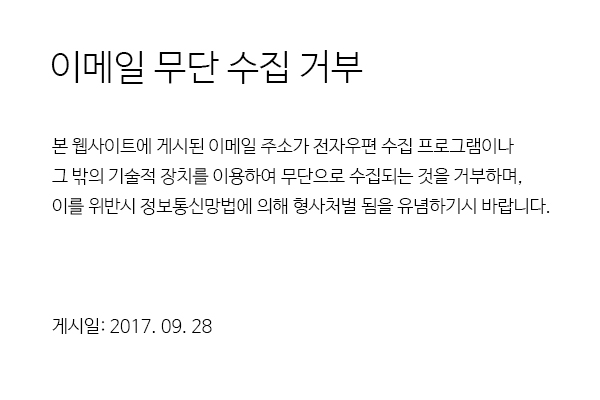 이메일 무단 수집 거부
본 웹사이트에 게시된 이메일 주소가 전자우편 수집 프로그램이나
그 밖의 기술적 장치를 이용하여 무단으로 수집되는 것을 거부하며,
이를 위반시 정보통신망법에 의해 형사처벌 됨을 유념하기시 바랍니다.
게시일: 2017. 09. 28